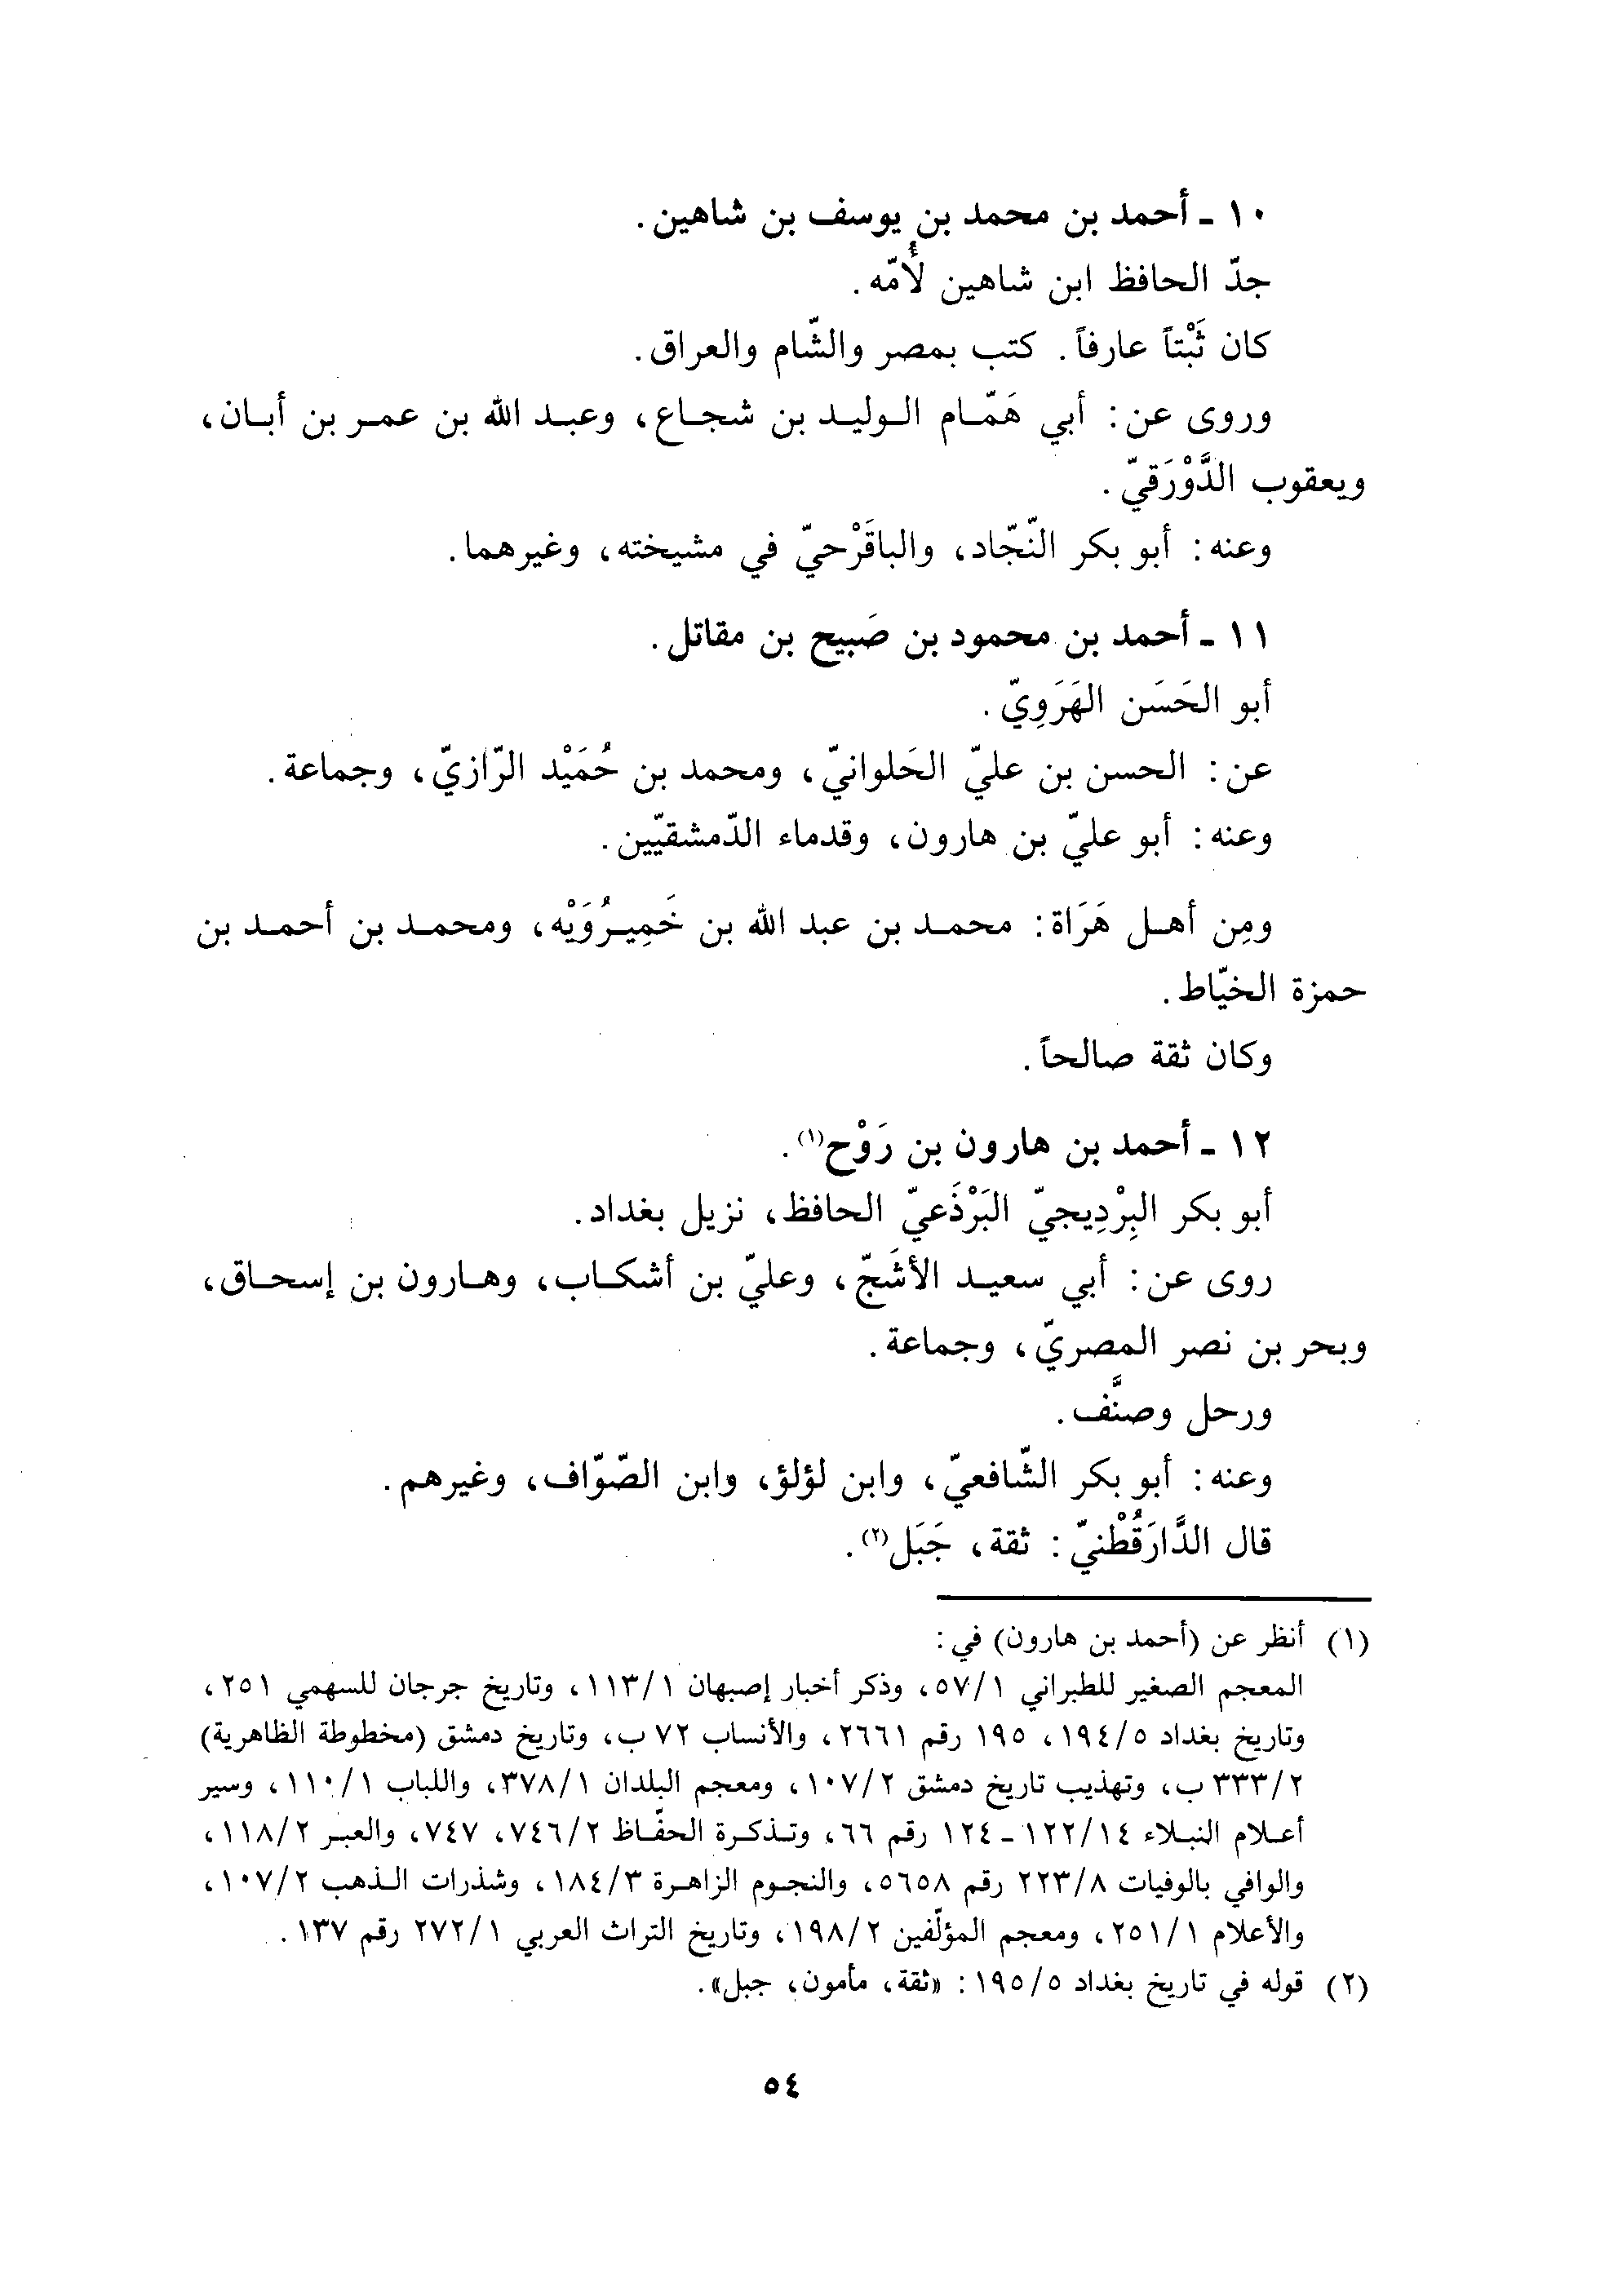 ١٠ - أحمد بن محمد بن يوسف بن شاهين.
جدّ الحافظ ابن شاهين لأُمّه.
كان ثَبْتاً عارفاً. كتب بمصر والشّام والعراق.
وروى عن: أبي هَمّام الوليد بن شجاع، وعبد الله بن عمر بن أبان،
ويعقوب الدَّوْرَقيّ.
وعنه: أبو بكر النّجّاد، والباقَرْحيّ في مشيخته، وغيرهما.
١١ - أحمد بن محمود بن صَبيح بن مقاتل.
أبو الحَسَن الهَرَوِيّ.
عن: الحسن بن عليّ الحَلوانيّ، ومحمد بن حُمَيْد الرّازيّ، وجماعة.
وعنه: أبو عليّ بن هارون، وقدماء الدّمشقيّين.
ومِن أهل هَرَاة: محمد بن عبد الله بن خَمِيرُوَيْه، ومحمد بن أحمد بن
حمزة الخيّاط.
وكان ثقة صالحاً.
١٢ - أحمد بن هارون بن رَوْح(١).
أبو بكر البِرْدِيجيّ البَرْذَعيّ الحافظ، نزيل بغداد.
روى عن: أبي سعيد الأشَجّ، وعليّ بن أشكاب، وهارون بن إسحاق،
وبحر بن نصر المصريّ، وجماعة.
ورحل وصنَّف.
وعنه: أبو بكر الشّافعيّ، وابن لؤلؤ، وابن الصّوّاف، وغيرهم.
قال الدَّارَقُطْنيّ: ثقة، جَبَل(٢).
(١) أنظر عن (أحمد بن هارون) في:
المعجم الصغير للطبراني ٥٧/١، وذكر أخبار إصبهان ١١٣/١، وتاريخ جرجان للسهمي ٢٥١،
وتاريخ بغداد ١٩٤/٥، ١٩٥ رقم ٢٦٦١، والأنساب ٧٢ ب، وتاريخ دمشق (مخطوطة الظاهرية)
٣٣٣/٢ ب، وتهذيب تاريخ دمشق ١٠٧/٢، ومعجم البلدان ٣٧٨/١، واللباب ١١٠/١، وسير
أعلام النبلاء ١٢٢/١٤ - ١٢٤ رقم ٦٦، وتذكرة الحفّاظ ٧٤٦/٢، ٧٤٧، والعبر ١١٨/٢،
والوافي بالوفيات ٢٢٣/٨ رقم ٥٦٥٨، والنجوم الزاهرة ١٨٤/٣، وشذرات الذهب ١٠٧/٢،
والأعلام ٢٥١/١، ومعجم المؤلّفين ١٩٨/٢، وتاريخ التراث العربي ٢٧٢/١ رقم ١٣٧.
(٢) قوله في تاريخ بغداد ١٩٥/٥: «ثقة، مأمون، جبل».
٥٤